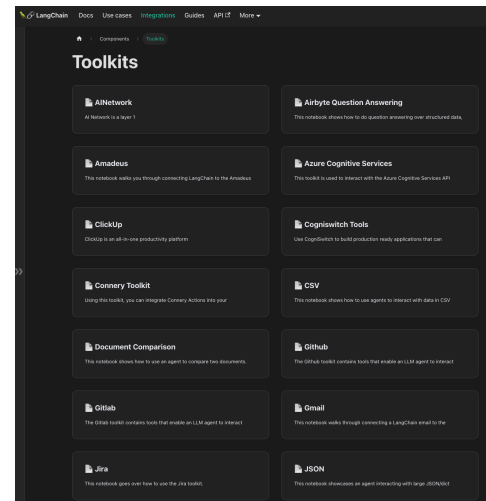 LangChain Docs Use cases Integrations Guides API More
Components Toolkits
Toolkits
AINetwork
AI Network is a layer 1
Airbyte Question Answering
This notebook shows how to do question answering over structured data,
Amadeus
This notebook walks you through connecting LangChain to the Amadeus
Azure Cognitive Services
This toolkit is used to interact with the Azure Cognitive Services API
ClickUp
ClickUp is an all-in-one productivity platform
Cogniswitch Tools
Use CogniSwitch to build production ready applications that can
Connery Toolkit
Using this toolkit, you can integrate Connery Actions into your
CSV
This notebook shows how to use agents to interact with data in CSV
Document Comparison
This notebook shows how to use an agent to compare two documents.
Github
The Github toolkit contains tools that enable an LLM agent to interact
Gitlab
The Gitlab toolkit contains tools that enable an LLM agent to interact
Gmail
This notebook walks through connecting a LangChain email to the
Jira
This notebook goes over how to use the Jira toolkit.
JSON
This notebook showcases an agent interacting with large JSON/dict